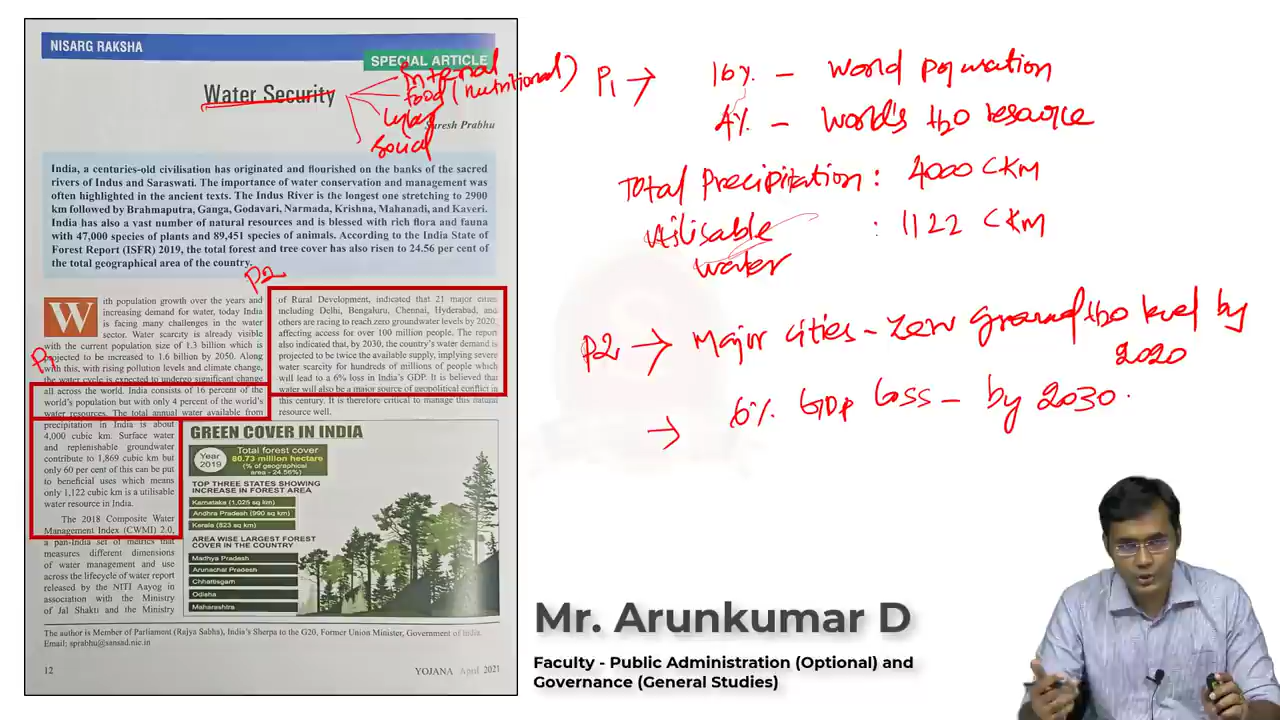 NISARG RAKSHA
SPECIAL ARTICLE
Water Security
Internal
food (nutritional)
Cyber
Social
Suresh Prabhu
India, a centuries-old civilisation has originated and flourished on the banks of the sacred
rivers of Indus and Saraswati. The importance of water conservation and management was
often highlighted in the ancient texts. The Indus River is the longest one stretching to 2900
km followed by Brahmaputra, Ganga, Godavari, Narmada, Krishna, Mahanadi, and Kaveri.
India has also a vast number of natural resources and is blessed with rich flora and fauna
with 47,000 species of plants and 89,451 species of animals. According to the India State of
Forest Report (ISFR) 2019, the total forest and tree cover has also risen to 24.56 per cent of
the total geographical area of the country.
P2
P1
With population growth over the years and
increasing demand for water, today India
is facing many challenges in the water
sector. Water scarcity is already visible
with the current population size of 1.3 billion which is
projected to be increased to 1.6 billion by 2050. Along
with this, with rising pollution levels and climate change,
the water cycle is expected to undergo significant change
all across the world. India consists of 16 percent of the
world's population but with only 4 percent of the world's
water resources. The total annual water available from
precipitation in India is about
4,000 cubic km. Surface water
and replenishable groundwater
contribute to 1,869 cubic km but
only 60 per cent of this can be put
to beneficial uses which means
only 1,122 cubic km is a utilisable
water resource in India.
The 2018 Composite Water
Management Index (CWMI) 2.0,
a pan-India set of metrics that
measures different dimensions
of water management and use
across the lifecycle of water report
released by the NITI Aayog in
association with the Ministry
of Jal Shakti and the Ministry
of Rural Development, indicated that 21 major cities
including Delhi, Bengaluru, Chennai, Hyderabad, and
others are racing to reach zero groundwater levels by 2020,
affecting access for over 100 million people. The report
also indicated that, by 2030, the country's water demand is
projected to be twice the available supply, implying severe
water scarcity for hundreds of millions of people which
will lead to a 6% loss in India's GDP. It is believed that
water will also be a major source of geopolitical conflict in
this century. It is therefore critical to manage this natural
resource well.
GREEN COVER IN INDIA
Year
2019
Total forest cover
80.73 million hectare
(% of geographical
area - 24.56%)
TOP THREE STATES SHOWING
INCREASE IN FOREST AREA
Karnataka (1,025 sq km)
Andhra Pradesh (990 sq km)
Kerala (823 sq km)
AREA WISE LARGEST FOREST
COVER IN THE COUNTRY
Madhya Pradesh
Arunachal Pradesh
Chhattisgarh
Odisha
Maharashtra
The author is Member of Parliament (Rajya Sabha), India's Sherpa to the G20, Former Union Minister, Government of India.
Email: sprabhu@sansad.nic.in
12
YOJANA April 2021
P1 → 16% - World population
4% - World's H2O resource
Total Precipitation : 4000 CKM
Utilisable : 1122 CKM
water
P2 → Major cities - zero ground H2O level by
2020
→ 6% GDP Loss - by 2030.
Mr. Arunkumar D
Faculty - Public Administration (Optional) and
Governance (General Studies)